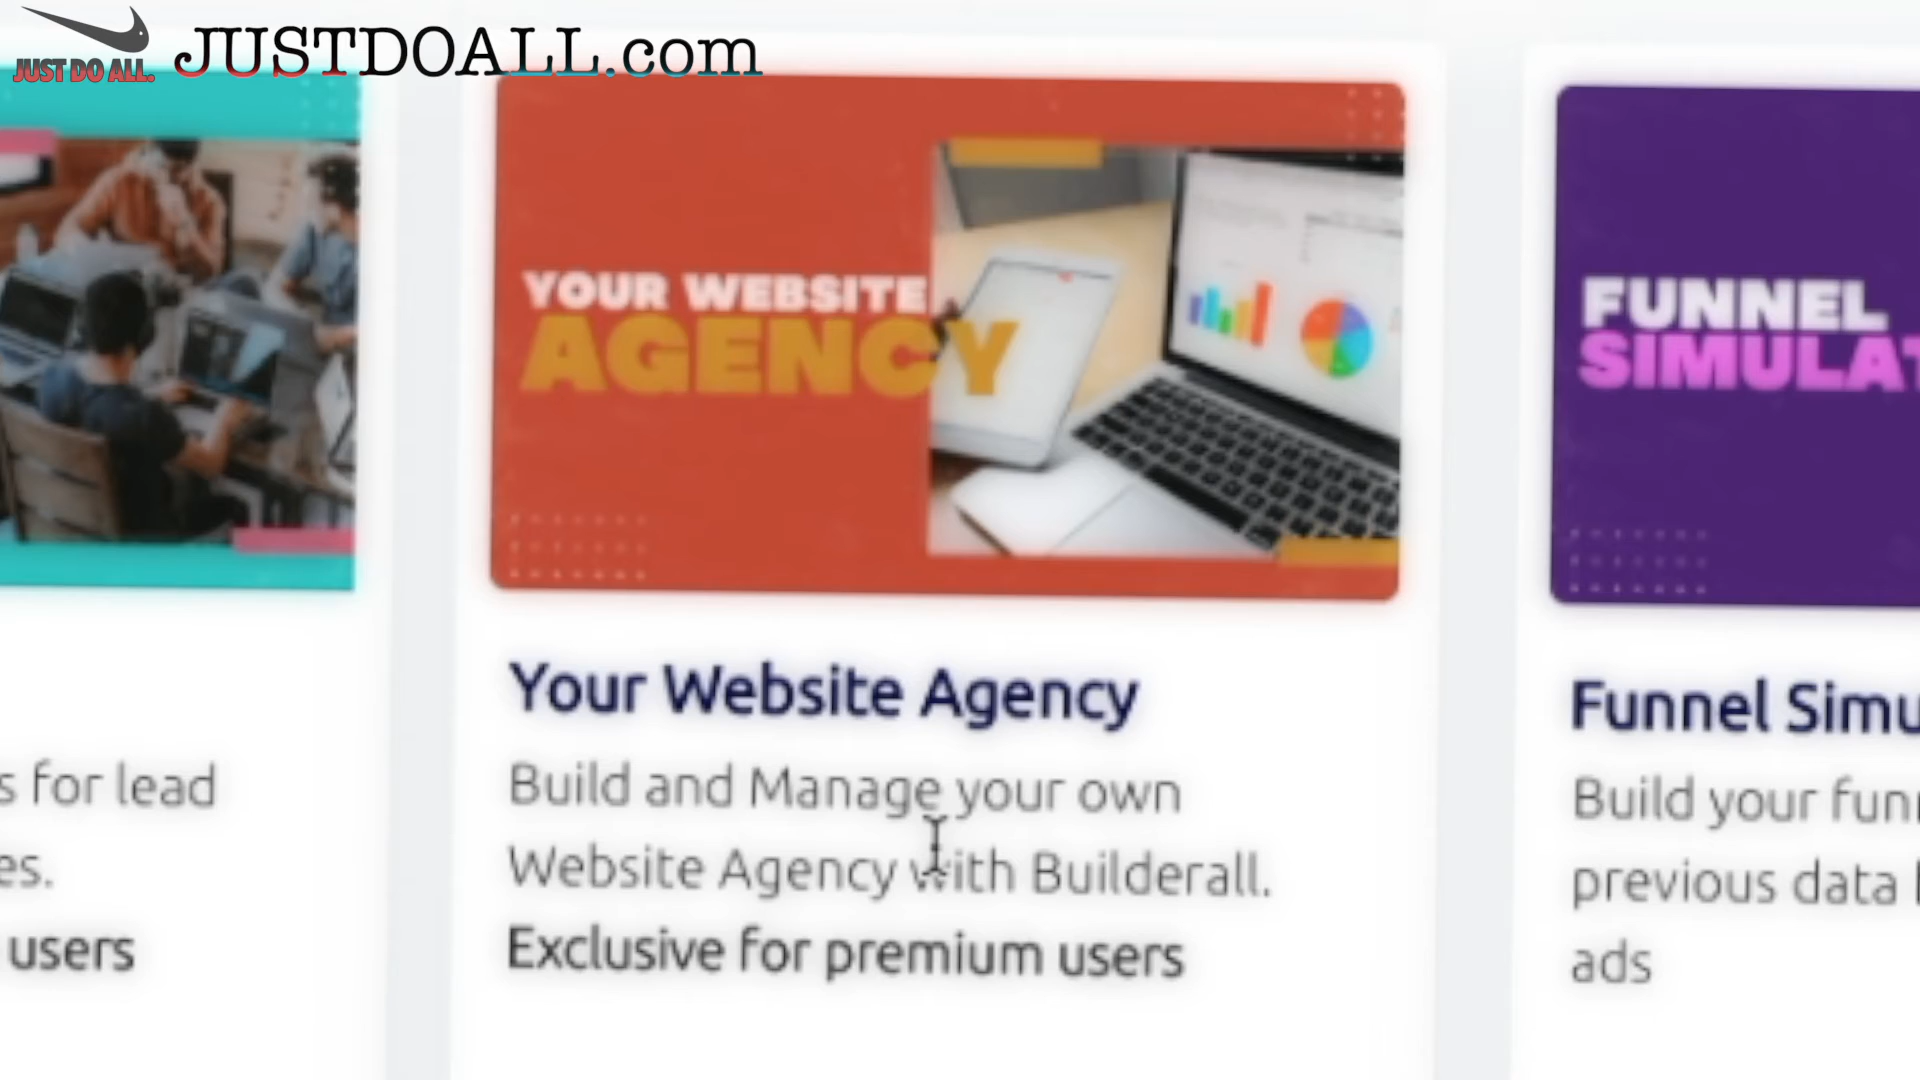 JUST DO ALL.
JUSTDOALL.com
YOUR WEBSITE
AGENCY
FUNNEL
Your Website Agency
Funnel
s for lead
Build and Manage your own
Build your
es.
Website Agency with Builderall.
previous data
users
Exclusive for premium users
ads